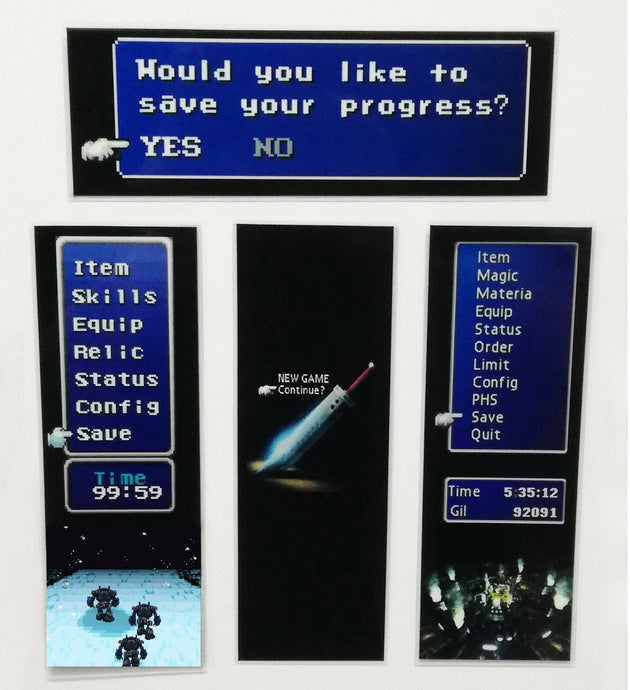 Would you like to
save your progress?
YES NO
Item
Skills
Equip
Relic
Status
Config
Save
Time
99:59
NEW GAME
Continue?
Item
Magic
Materia
Equip
Status
Order
Limit
Config
PHS
Save
Quit
Time 5:35:12
Gil 92091